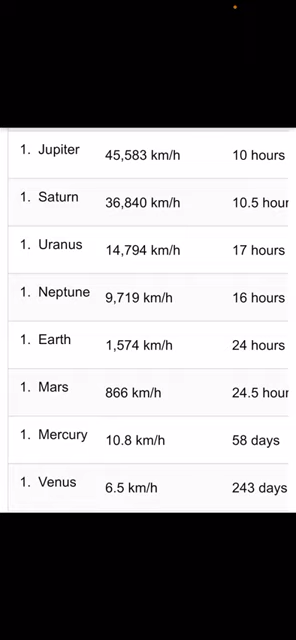 1. Jupiter 45,583 km/h 10 hours
1. Saturn 36,840 km/h 10.5 hour
1. Uranus 14,794 km/h 17 hours
1. Neptune 9,719 km/h 16 hours
1. Earth 1,574 km/h 24 hours
1. Mars 866 km/h 24.5 hour
1. Mercury 10.8 km/h 58 days
1. Venus 6.5 km/h 243 days